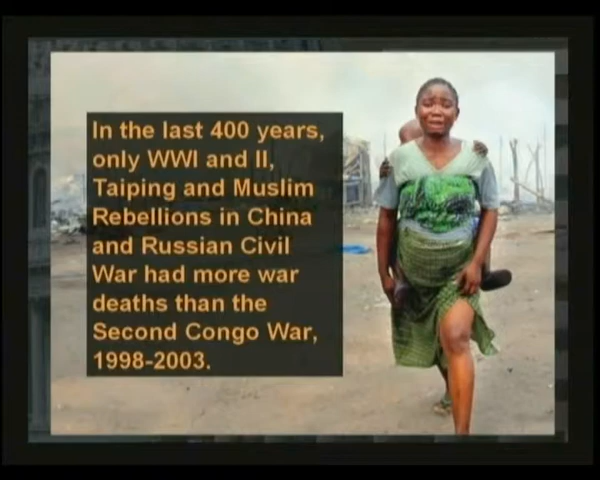 In the last 400 years,
only WWI and II,
Taiping and Muslim
Rebellions in China
and Russian Civil
War had more war
deaths than the
Second Congo War,
1998-2003.